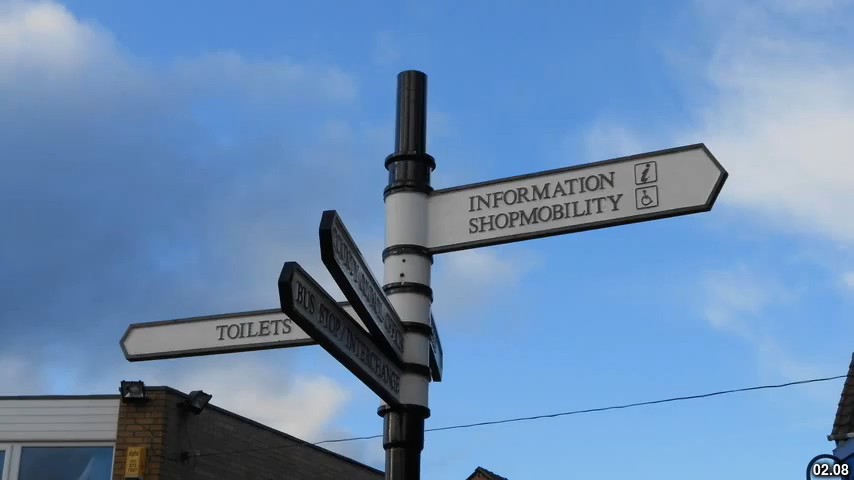 INFORMATION
SHOPMOBILITY
TOILETS
BUS STOP/INTERCHANGE
02.08